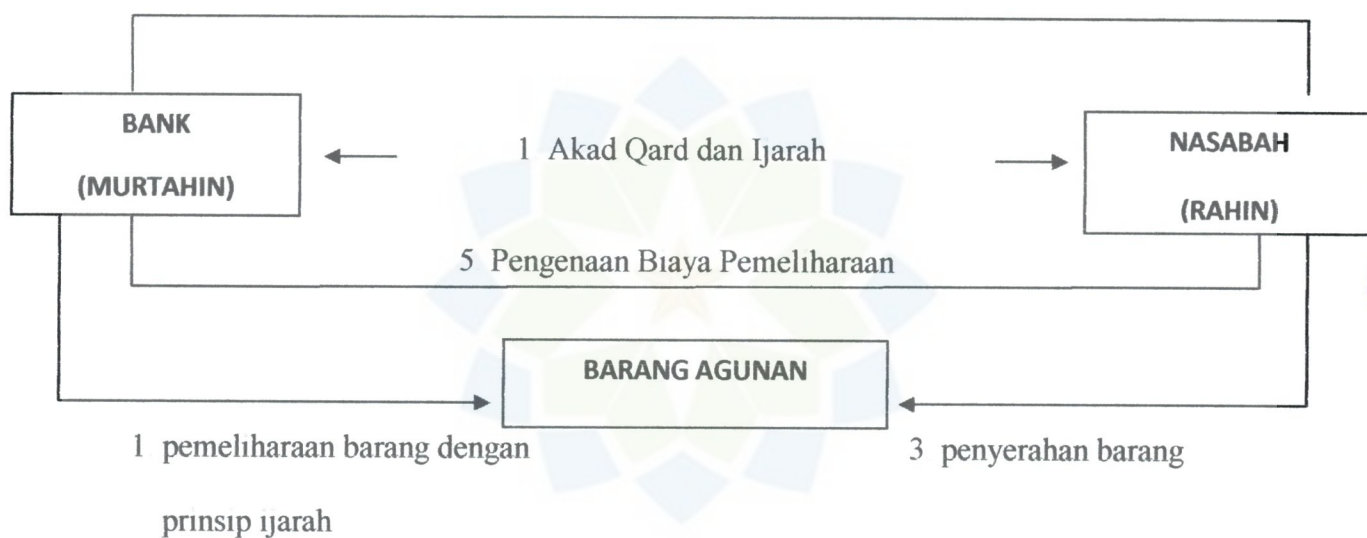 BANK
(MURTAHIN)
1 Akad Qard dan Ijarah
NASABAH
(RAHIN)
5 Pengenaan Biaya Pemeliharaan
BARANG AGUNAN
1 pemeliharaan barang dengan
prinsip ijarah
3 penyerahan barang